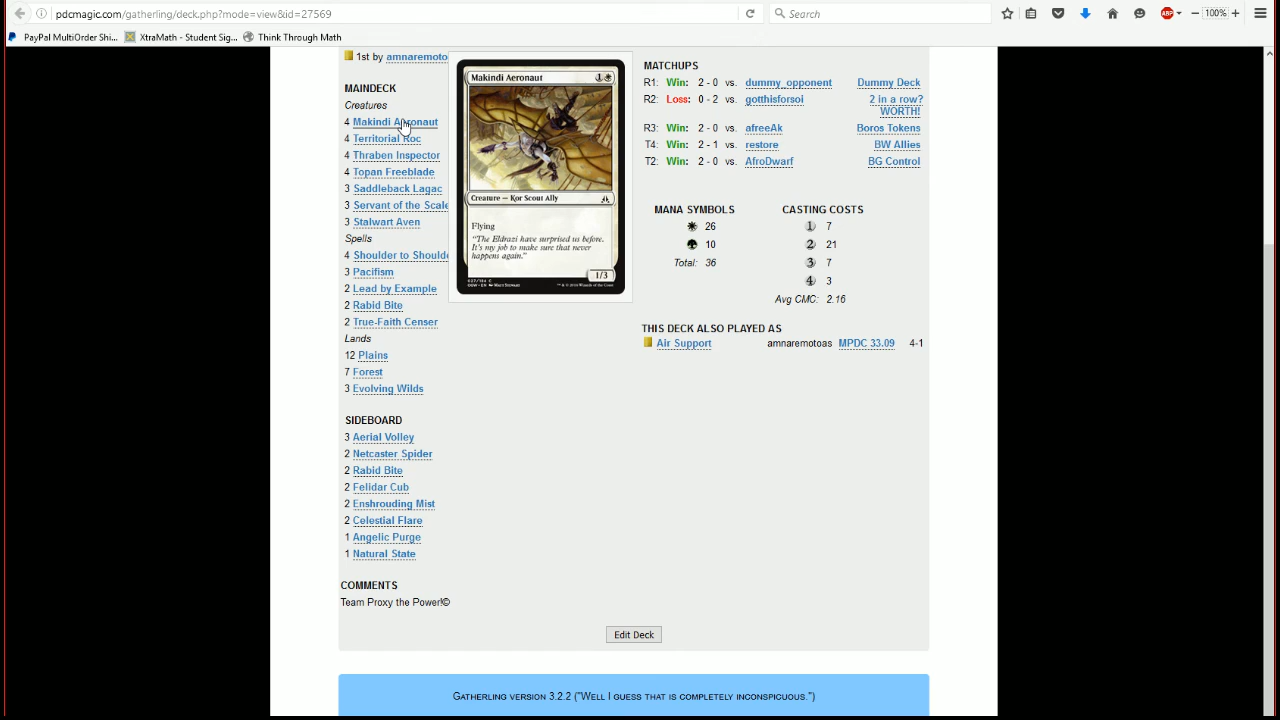 pdcmagic.com/gatherling/deck.php?mode=view&id=27569
Search
100%
PayPal MultiOrder Shi...
XtraMath - Student Sig...
Think Through Math
1st by amnaremoto
MAINDECK
Creatures
4 Makindi Aeronaut
4 Territorial Roc
4 Thraben Inspector
4 Topan Freeblade
3 Saddleback Lagac
3 Servant of the Scale
3 Stalwart Aven
Spells
4 Shoulder to Shoulde
3 Pacifism
2 Lead by Example
2 Rabid Bite
2 True-Faith Censer
Lands
12 Plains
7 Forest
3 Evolving Wilds
SIDEBOARD
3 Aerial Volley
2 Netcaster Spider
2 Rabid Bite
2 Felidar Cub
2 Enshrouding Mist
2 Celestial Flare
1 Angelic Purge
1 Natural State
COMMENTS
Team Proxy the Power!©
Makindi Aeronaut 1
Creature — Kor Scout Ally
Flying
"The Eldrazi have surprised us before.
It's my job to make sure that never
happens again."
1/3
MATCHUPS
R1: Win: 2 - 0 vs. dummy_opponent Dummy Deck
R2: Loss: 0 - 2 vs. gotthisforsoi 2 in a row?
WORTH!
R3: Win: 2 - 0 vs. afreeAk Boros Tokens
T4: Win: 2 - 1 vs. restore BW Allies
T2: Win: 2 - 0 vs. AfroDwarf BG Control
MANA SYMBOLS
26
10
Total: 36
CASTING COSTS
1 7
2 21
3 7
4 3
Avg CMC: 2.16
THIS DECK ALSO PLAYED AS
Air Support amnaremotoas MPDC 33.09 4-1
Edit Deck
GATHERLING VERSION 3.2.2 ("WELL I GUESS THAT IS COMPLETELY INCONSPICUOUS.")